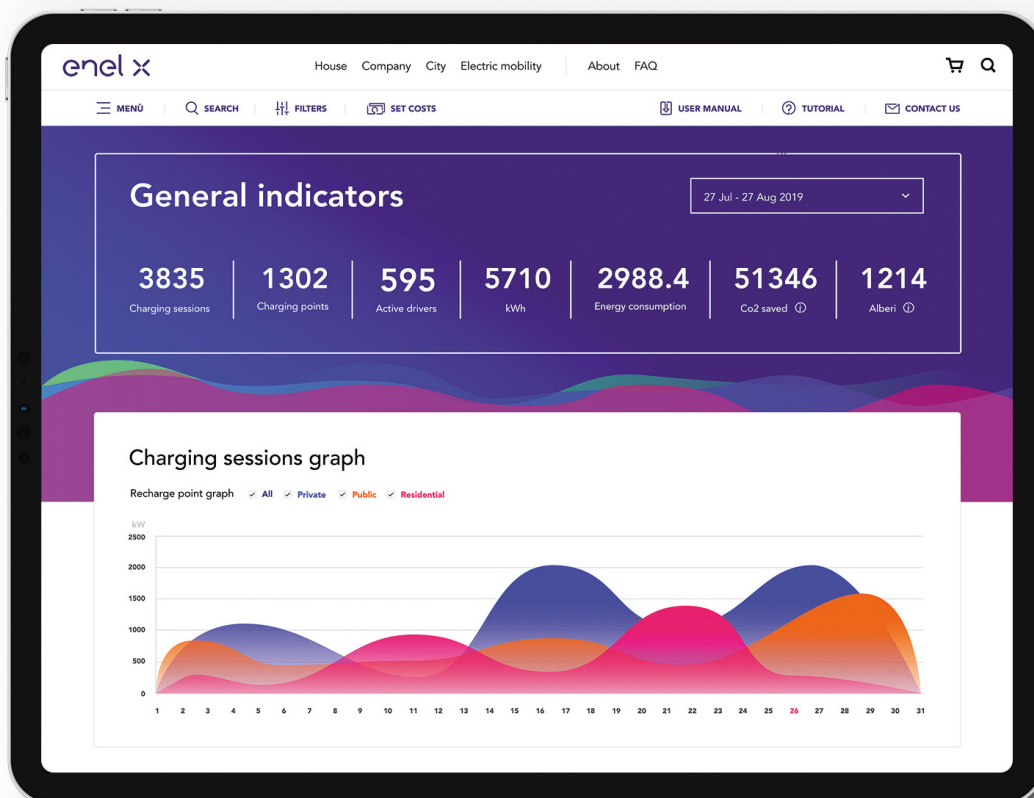 enel x
House Company City Electric mobility About FAQ
MENÙ SEARCH FILTERS SET COSTS USER MANUAL TUTORIAL CONTACT US
General indicators
27 Jul - 27 Aug 2019
3835 1302 595 5710 2988.4 51346 1214
Charging sessions Charging points Active drivers kWh Energy consumption Co2 saved Alberi
Charging sessions graph
Recharge point graph All Private Public Residential
kW
2500
2000
1500
1000
500
0
1 2 3 4 5 6 7 8 9 10 11 12 13 14 15 16 17 18 19 20 21 22 23 24 25 26 27 28 29 30 31